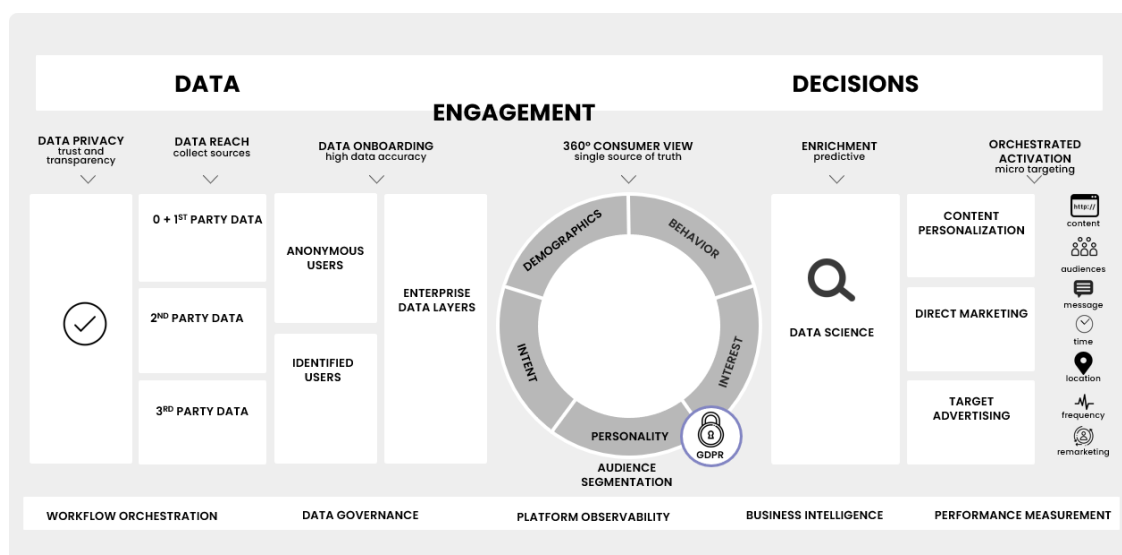 DATA
ENGAGEMENT
DECISIONS
DATA PRIVACY
trust and
transparency
DATA REACH
collect sources
DATA ONBOARDING
high data accuracy
360º CONSUMER VIEW
single source of truth
ENRICHMENT
predictive
ORCHESTRATED
ACTIVATION
micro targeting
0 + 1ST PARTY DATA
2ND PARTY DATA
3RD PARTY DATA
ANONYMOUS
USERS
IDENTIFIED
USERS
ENTERPRISE
DATA LAYERS
DEMOGRAPHICS
BEHAVIOR
INTENT
INTEREST
PERSONALITY
GDPR
AUDIENCE
SEGMENTATION
DATA SCIENCE
CONTENT
PERSONALIZATION
DIRECT MARKETING
TARGET
ADVERTISING
http://
content
audiences
message
time
location
frequency
remarketing
WORKFLOW ORCHESTRATION
DATA GOVERNANCE
PLATFORM OBSERVABILITY
BUSINESS INTELLIGENCE
PERFORMANCE MEASUREMENT